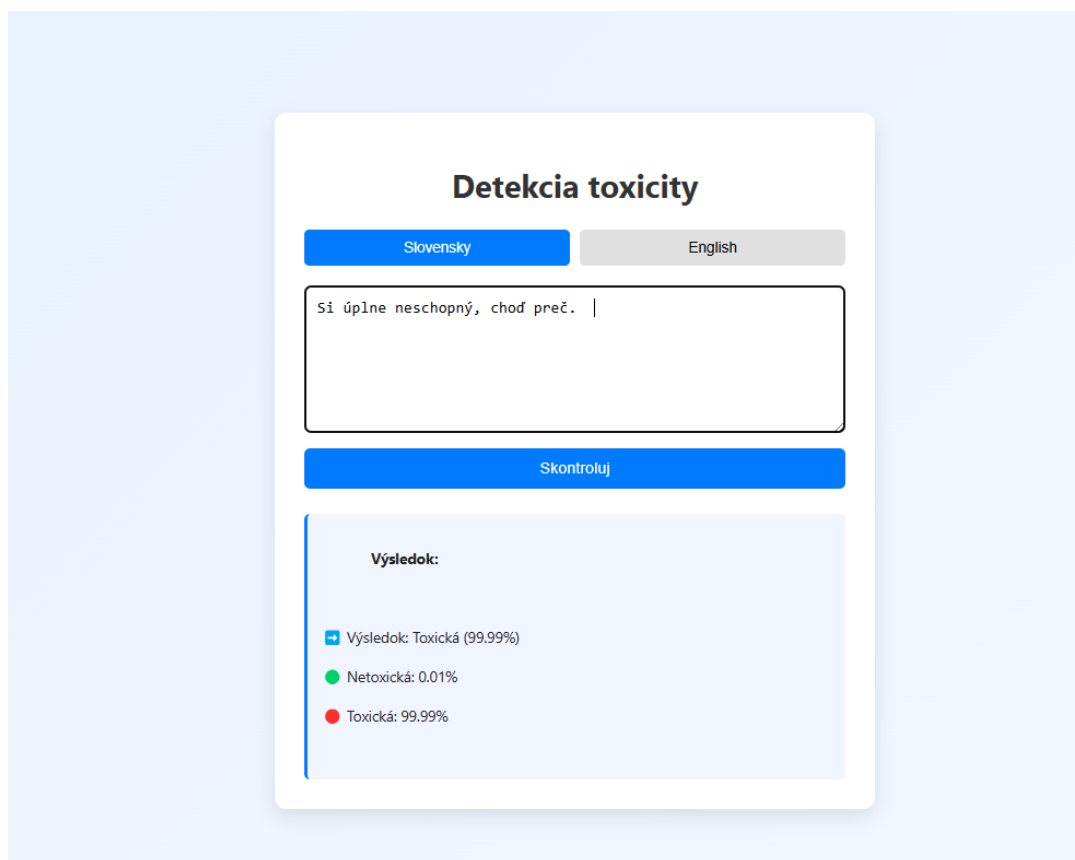 Detekcia toxicity
Slovensky English
Si úplne neschopný, choď preč.
Skontroluj
Výsledok:
➡ Výsledok: Toxická (99.99%)
Netoxická: 0.01%
Toxická: 99.99%